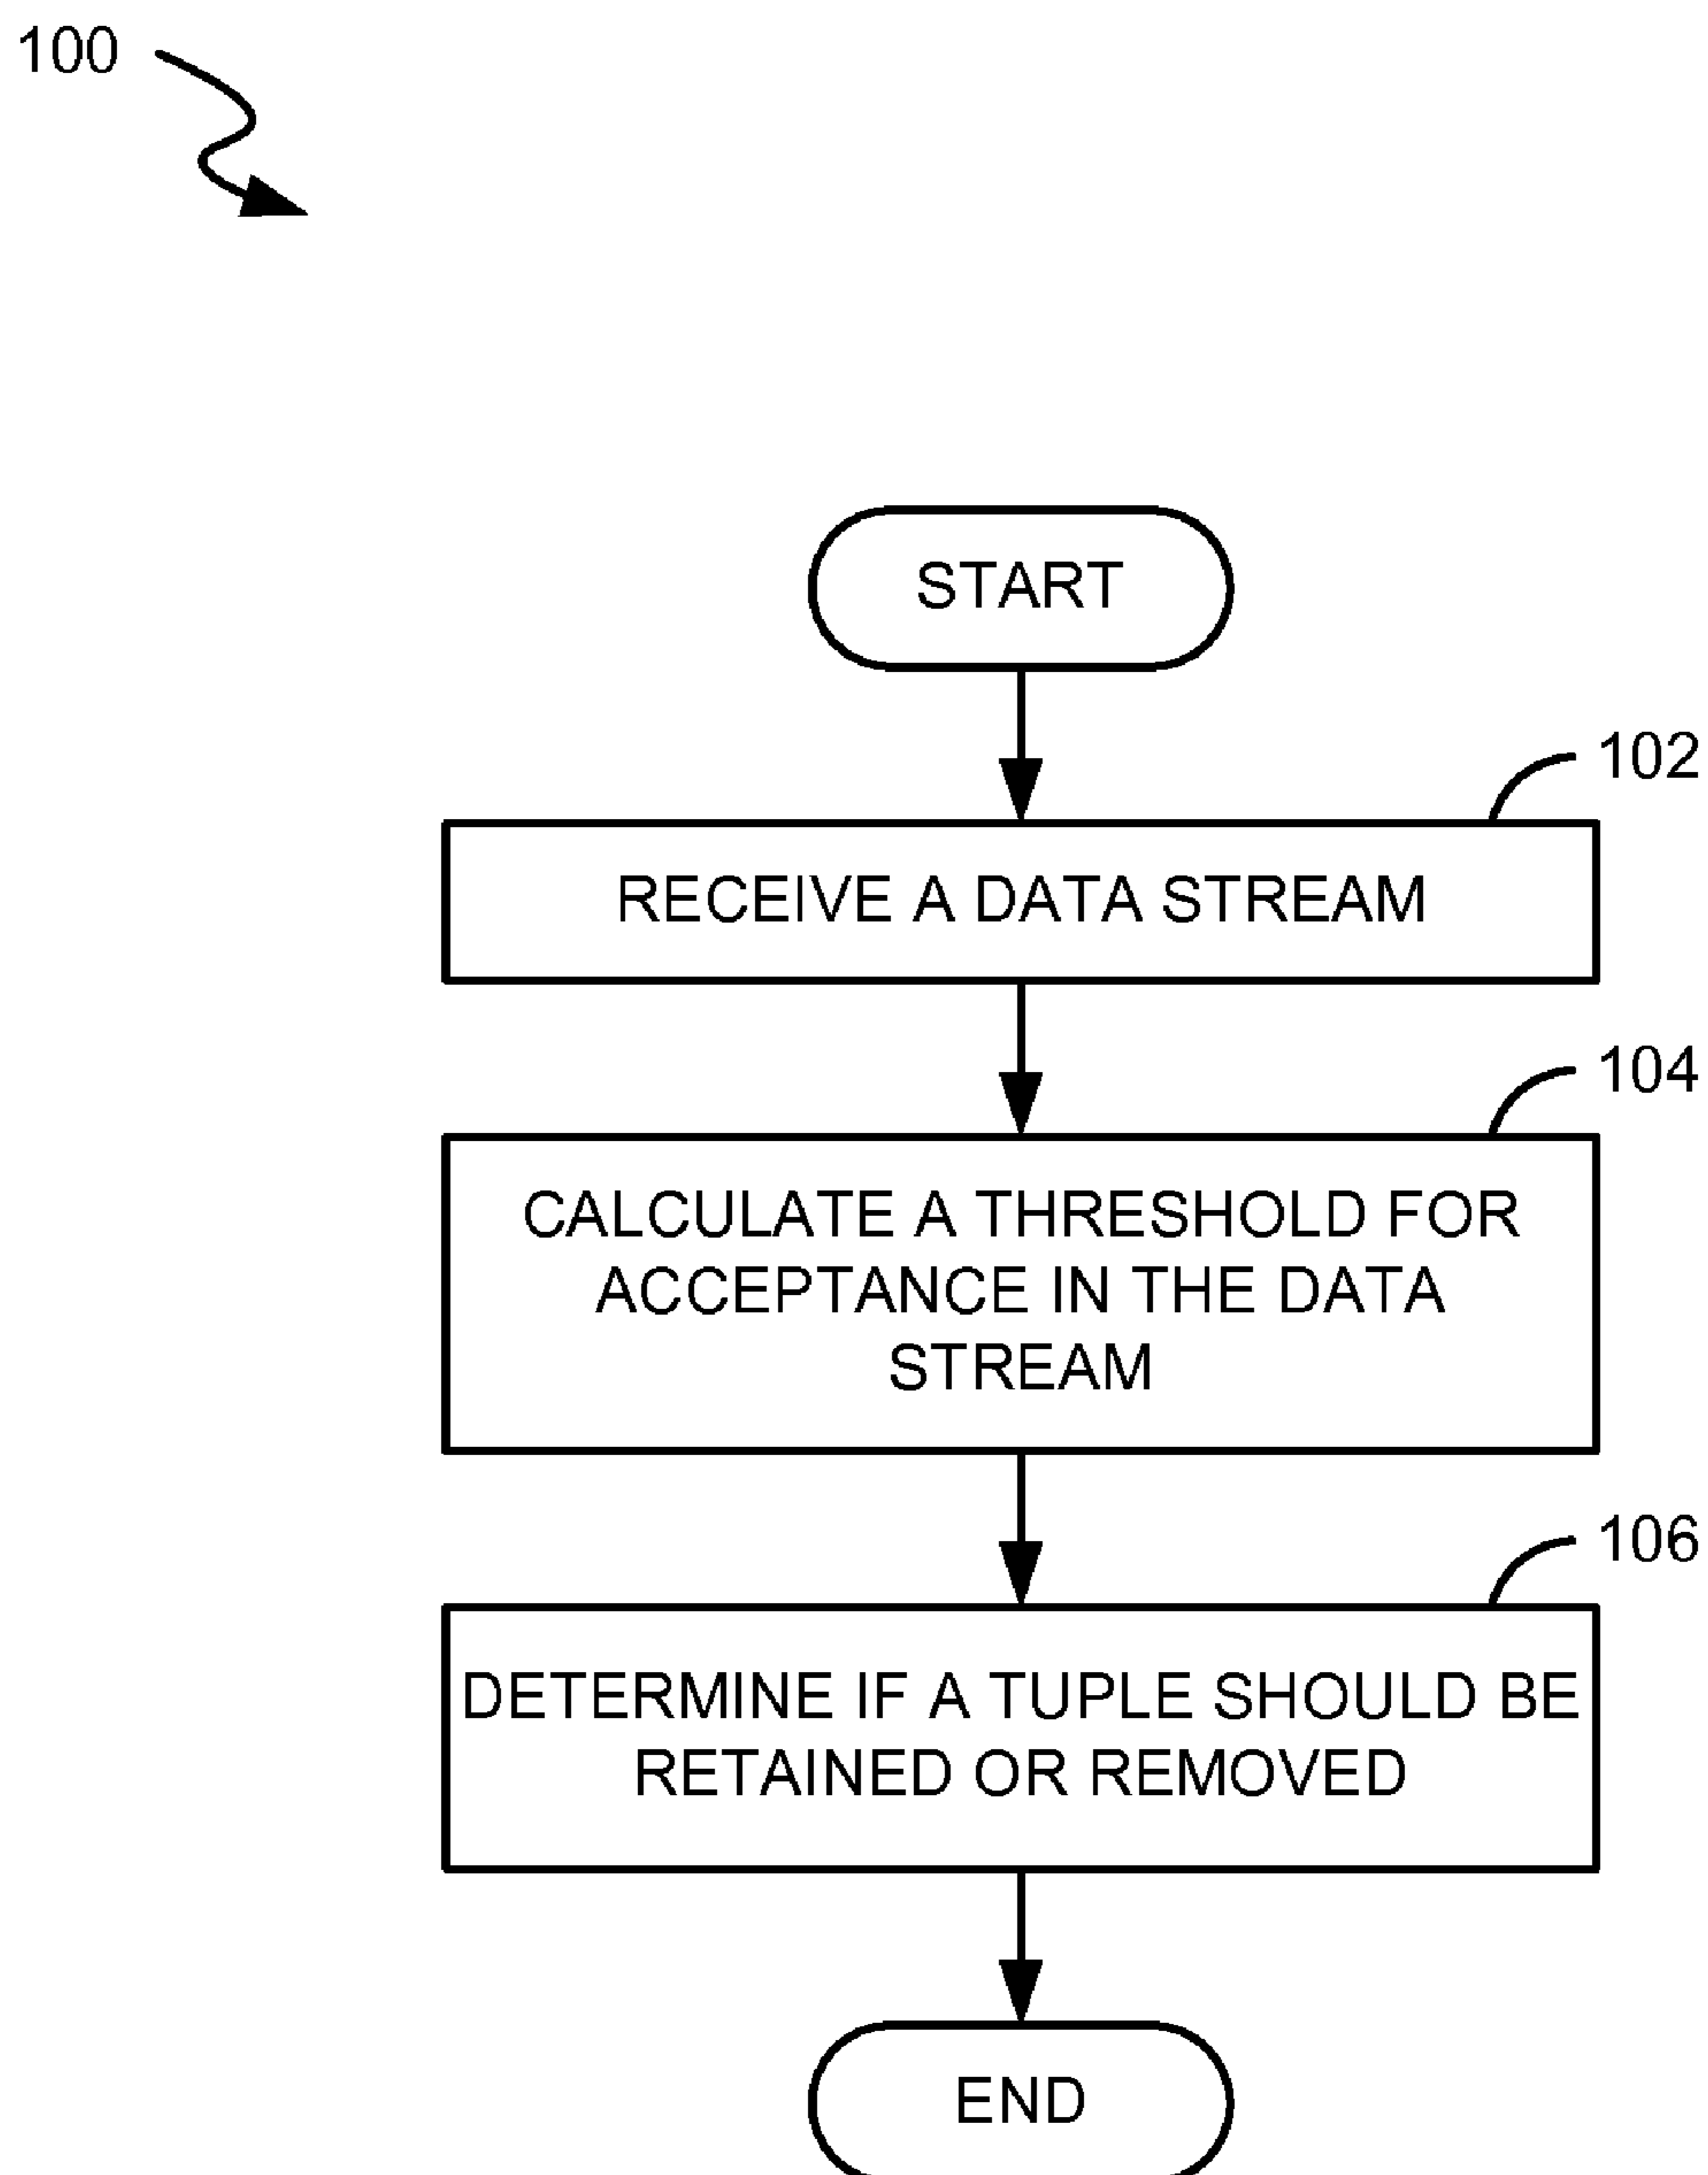 100
START
102
RECEIVE A DATA STREAM
104
CALCULATE A THRESHOLD FOR
ACCEPTANCE IN THE DATA
STREAM
106
DETERMINE IF A TUPLE SHOULD BE
RETAINED OR REMOVED
END